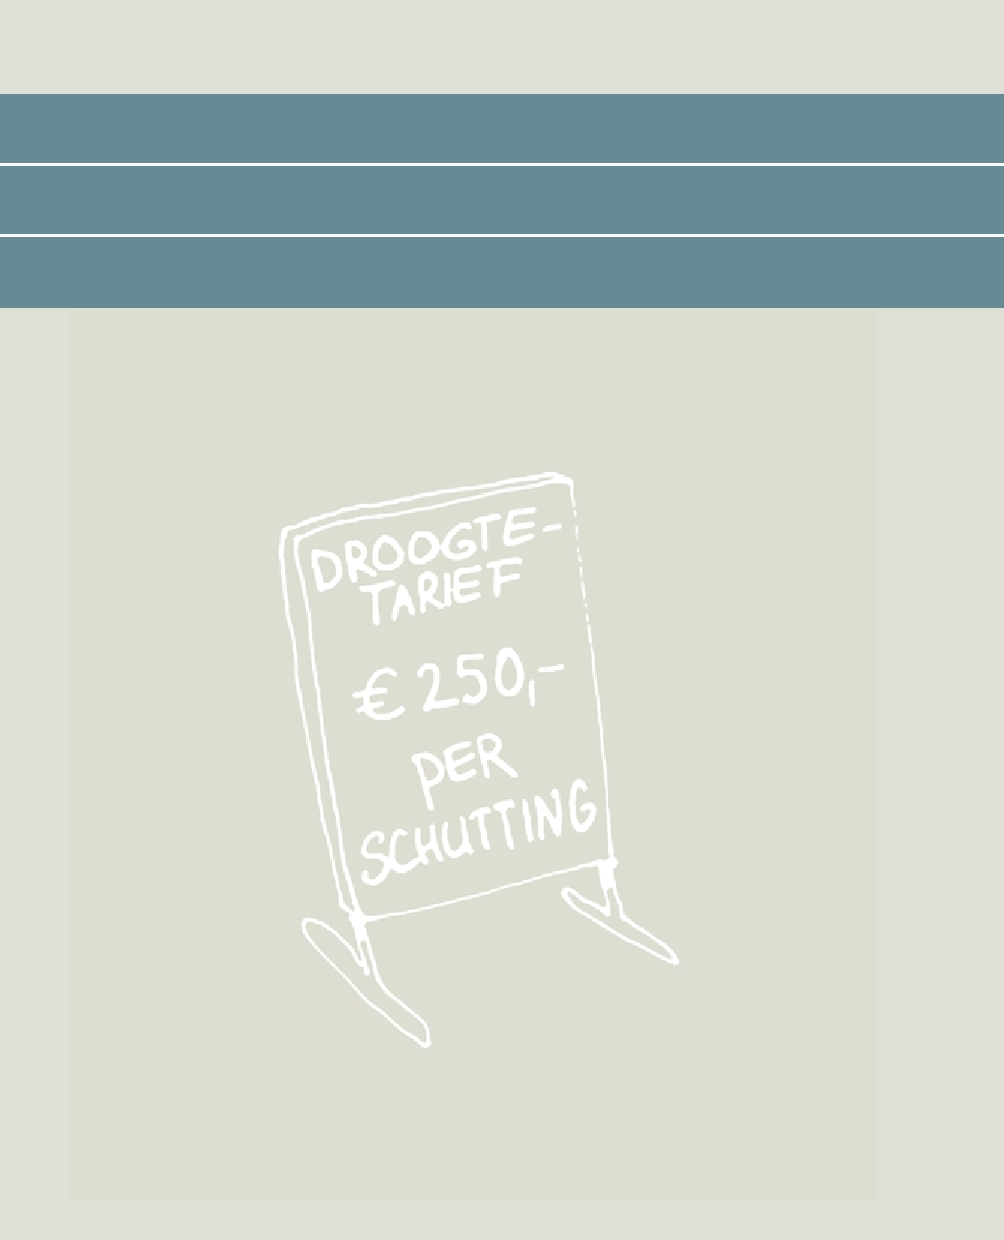 DROOGTE-
TARIEF
€ 250,-
PER
SCHUTTING